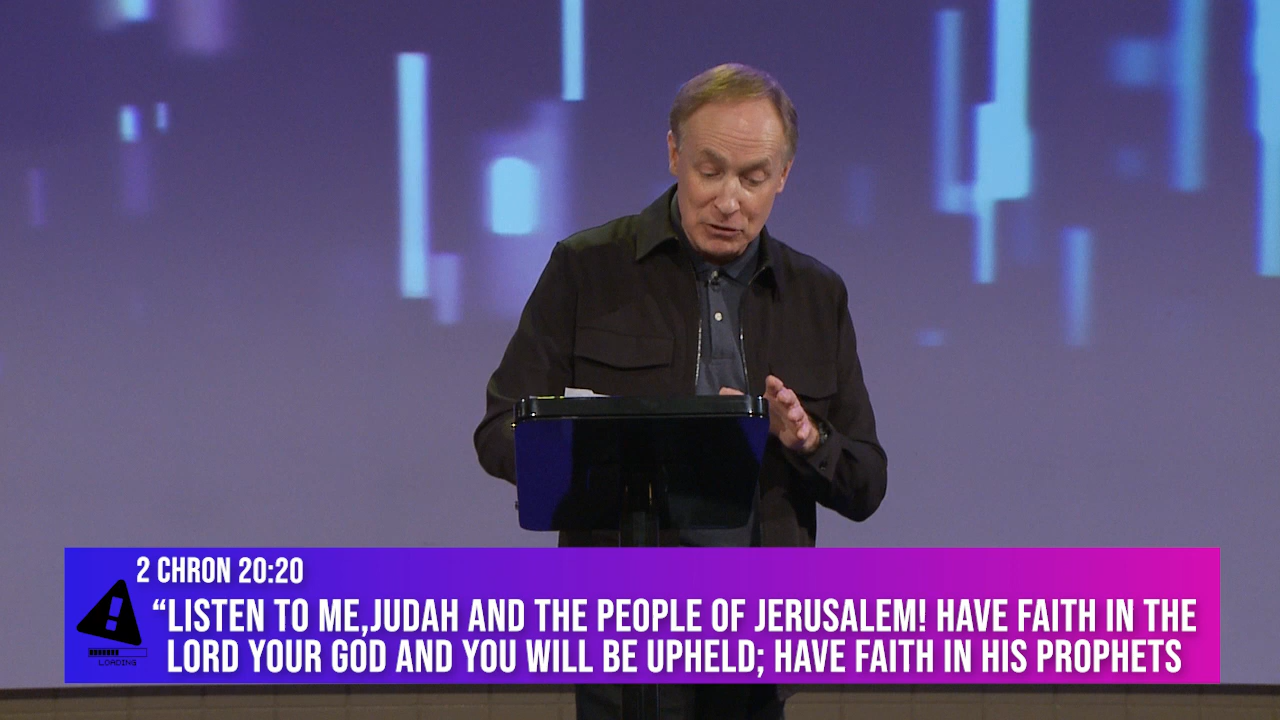 2 CHRON 20:20
“LISTEN TO ME,JUDAH AND THE PEOPLE OF JERUSALEM! HAVE FAITH IN THE
LORD YOUR GOD AND YOU WILL BE UPHELD; HAVE FAITH IN HIS PROPHETS
!
LOADING